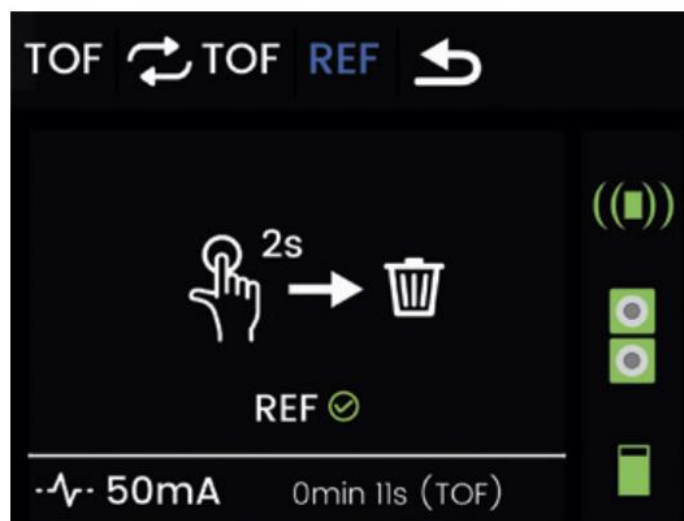 TOF TOF REF
2s
REF
50mA 0min 11s (TOF)